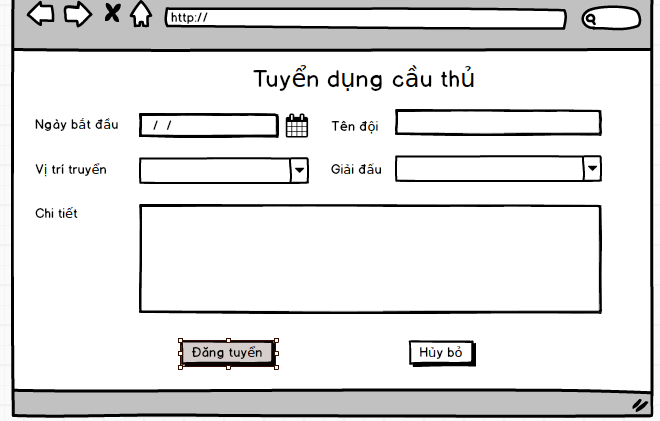 http://
Tuyển dụng cầu thủ
Ngày bắt đầu / / Tên đội
Vị trí truyển Giải đấu
Chi tiết
Đăng tuyển Hủy bỏ